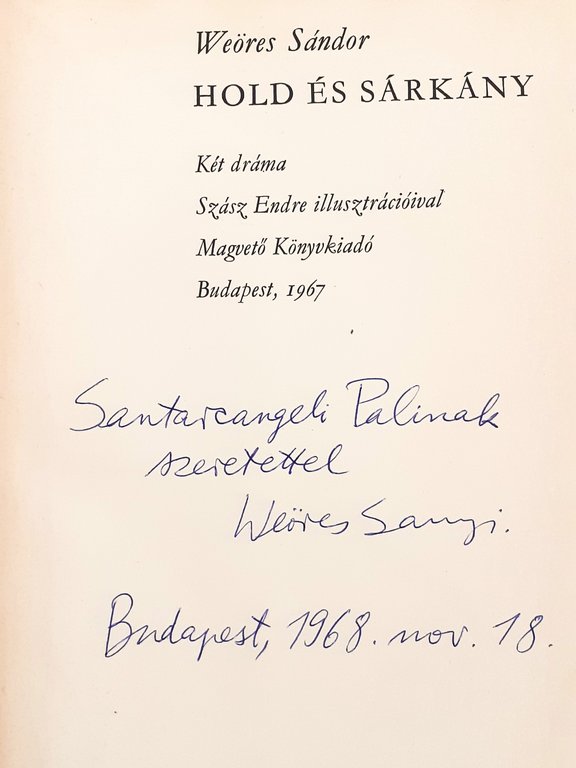 Weöres Sándor
HOLD ÉS SÁRKÁNY
Két dráma
Szász Endre illusztrációival
Magvető Könyvkiadó
Budapest, 1967
Santarcangeli Palinak
szeretettel
Weöres Sanyi.
Budapest, 1968. nov. 18.